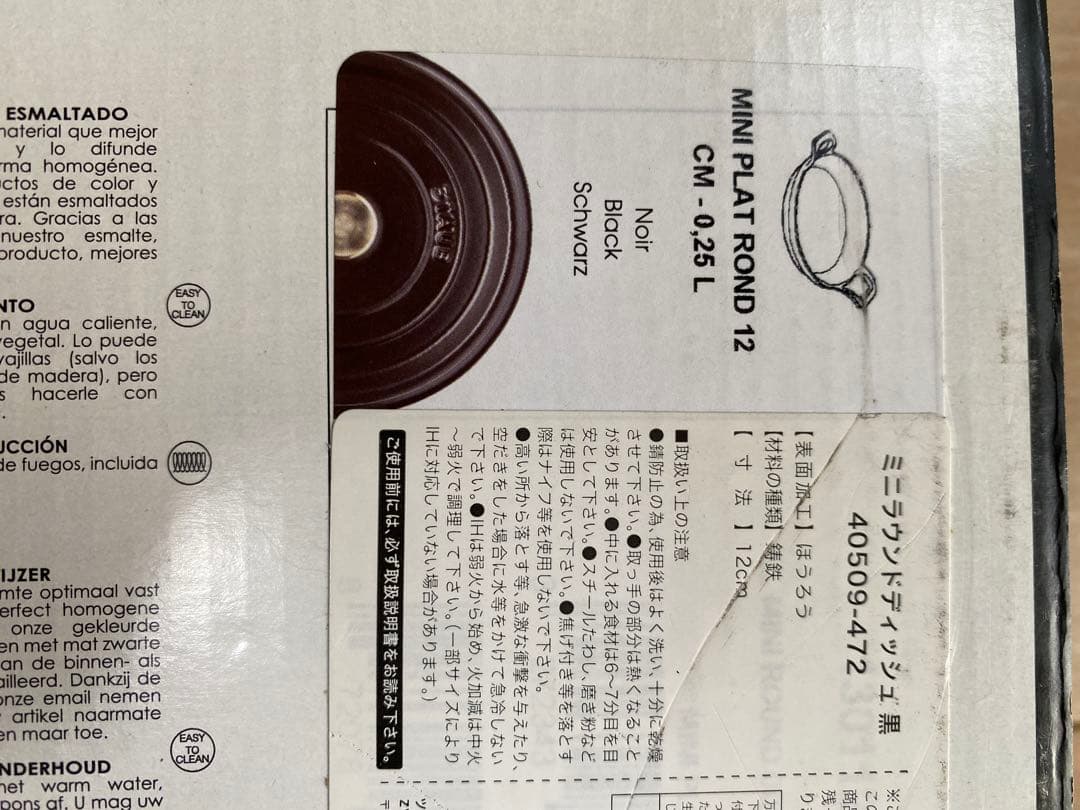 ESMALTADO
material que mejor
y lo difunde
rma homogénea.
uctos de color y
están esmaltados
ra. Gracias a las
nuestro esmalte,
producto, mejores
NTO
n agua caliente,
vegetal. Lo puede
vajillas (salvo los
de madera), pero
s hacerle con
EASY
TO
CLEAN
UCCIÓN
de fuegos, incluida
IJZER
mte optimaal vast
erfect homogene
onze gekleurde
en met mat zwarte
an de binnen- als
ailleerd. Dankzij de
onze email nemen
artikel naarmate
en maar toe.
EASY
TO
CLEAN
NDERHOUD
net warm water,
pons af. U mag uw
MINI PLAT ROND 12
CM - 0,25 L
Noir
Black
Schwarz
STAUB
ミニラウンドディッシュ 黒
40509-472
【表面加工】ほうろう
【材料の種類】鋳鉄
【 寸 法 】12cm
■取扱い上の注意
●錆防止の為、使用後はよく洗い、十分に乾燥
させて下さい。●取っ手の部分は熱くなること
があります。●中に入れる食材は6~7分目を目
安として下さい。●スチールたわし、磨き粉など
は使用しないで下さい。●焦げ付き等を落とす
際はナイフ等を使用しないで下さい。
●高い所から落とす等、急激な衝撃を与えたり、
空だきをした場合に水等をかけて急冷しない
で下さい。●IHは弱火から始め、火加減は中火
~弱火で調理して下さい。(一部サイズにより
IHに対応していない場合があります。)
ご使用前には、必ず取扱説明書をお読み下さい。